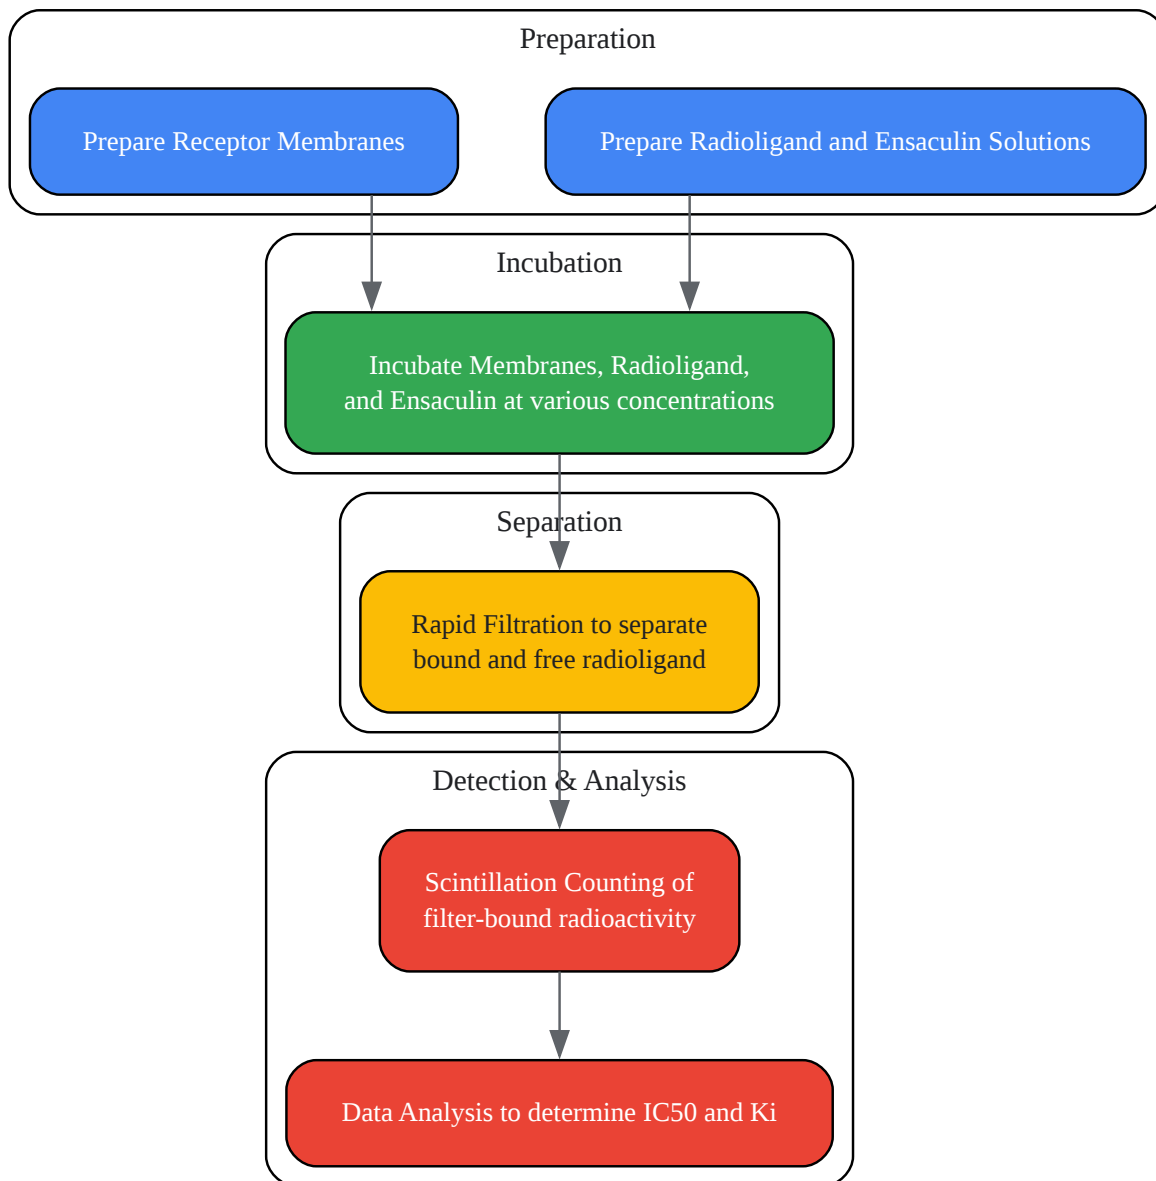 Preparation
Prepare Receptor Membranes
Prepare Radioligand and Ensaculin Solutions
Incubation
Incubate Membranes, Radioligand,
and Ensaculin at various concentrations
Separation
Rapid Filtration to separate
bound and free radioligand
Detection & Analysis
Scintillation Counting of
filter-bound radioactivity
Data Analysis to determine IC50 and Ki